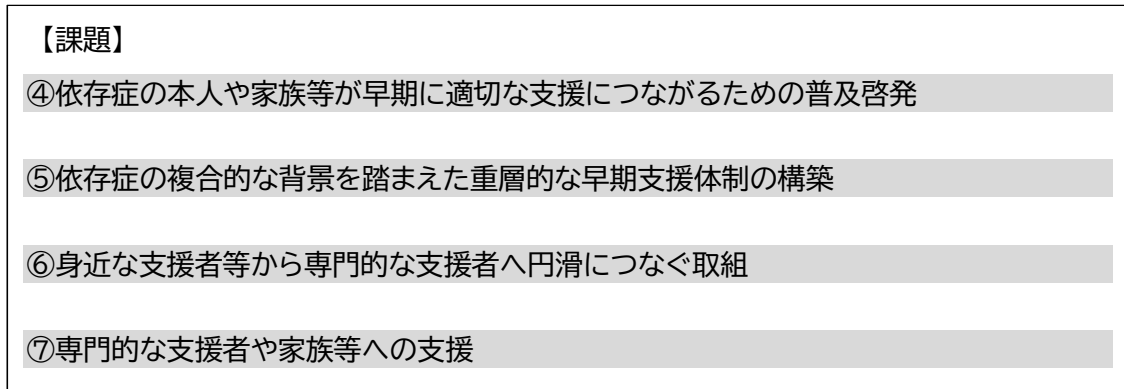 【課題】
④依存症の本人や家族等が早期に適切な支援につながるための普及啓発
⑤依存症の複合的な背景を踏まえた重層的な早期支援体制の構築
⑥身近な支援者等から専門的な支援者へ円滑につなぐ取組
⑦専門的な支援者や家族等への支援